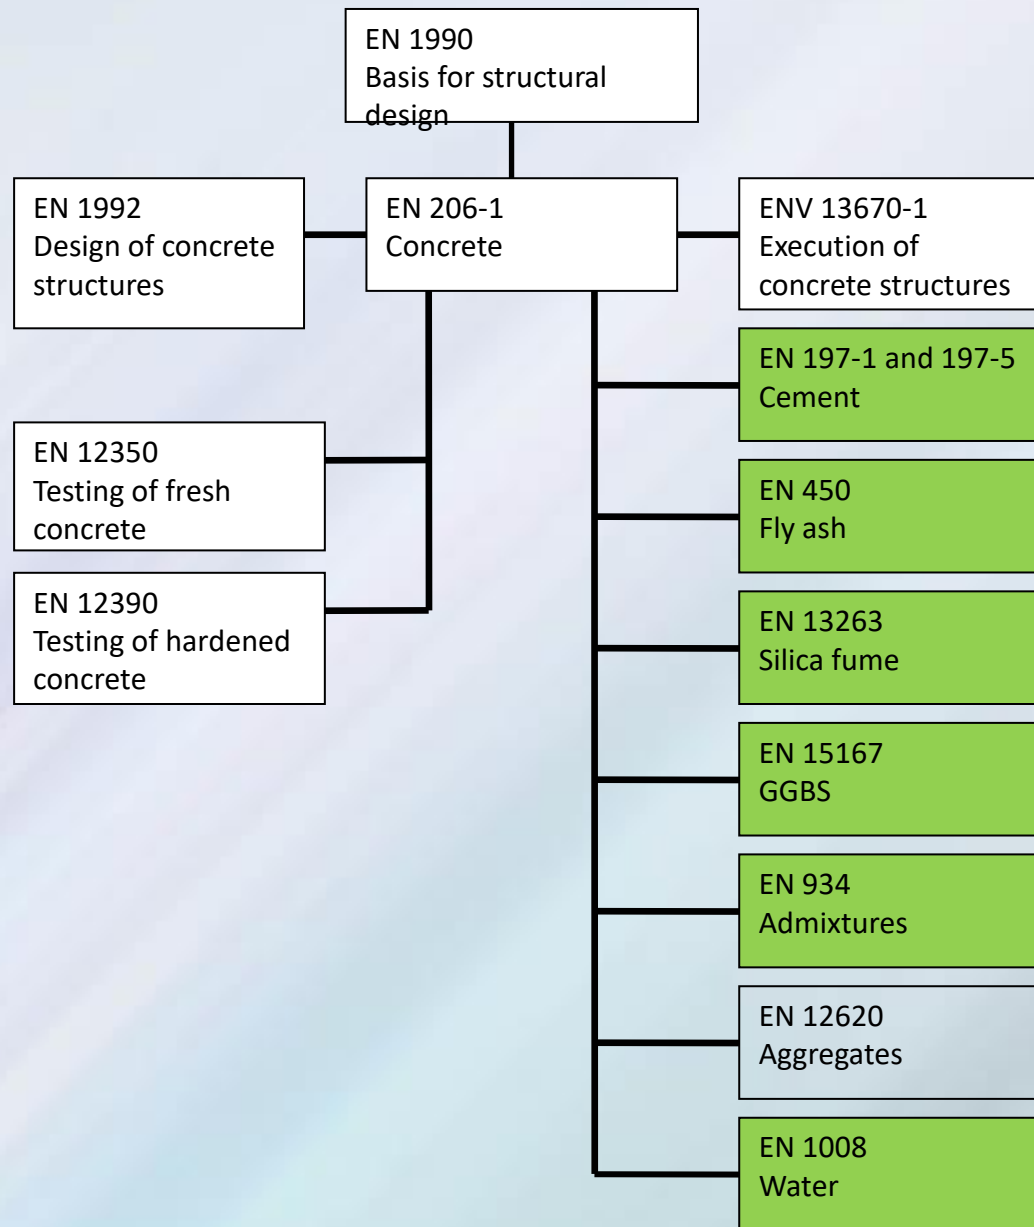 EN 1990
Basis for structural
design
EN 1992
Design of concrete
structures
EN 206-1
Concrete
ENV 13670-1
Execution of
concrete structures
EN 197-1 and 197-5
Cement
EN 12350
Testing of fresh
concrete
EN 450
Fly ash
EN 12390
Testing of hardened
concrete
EN 13263
Silica fume
EN 15167
GGBS
EN 934
Admixtures
EN 12620
Aggregates
EN 1008
Water